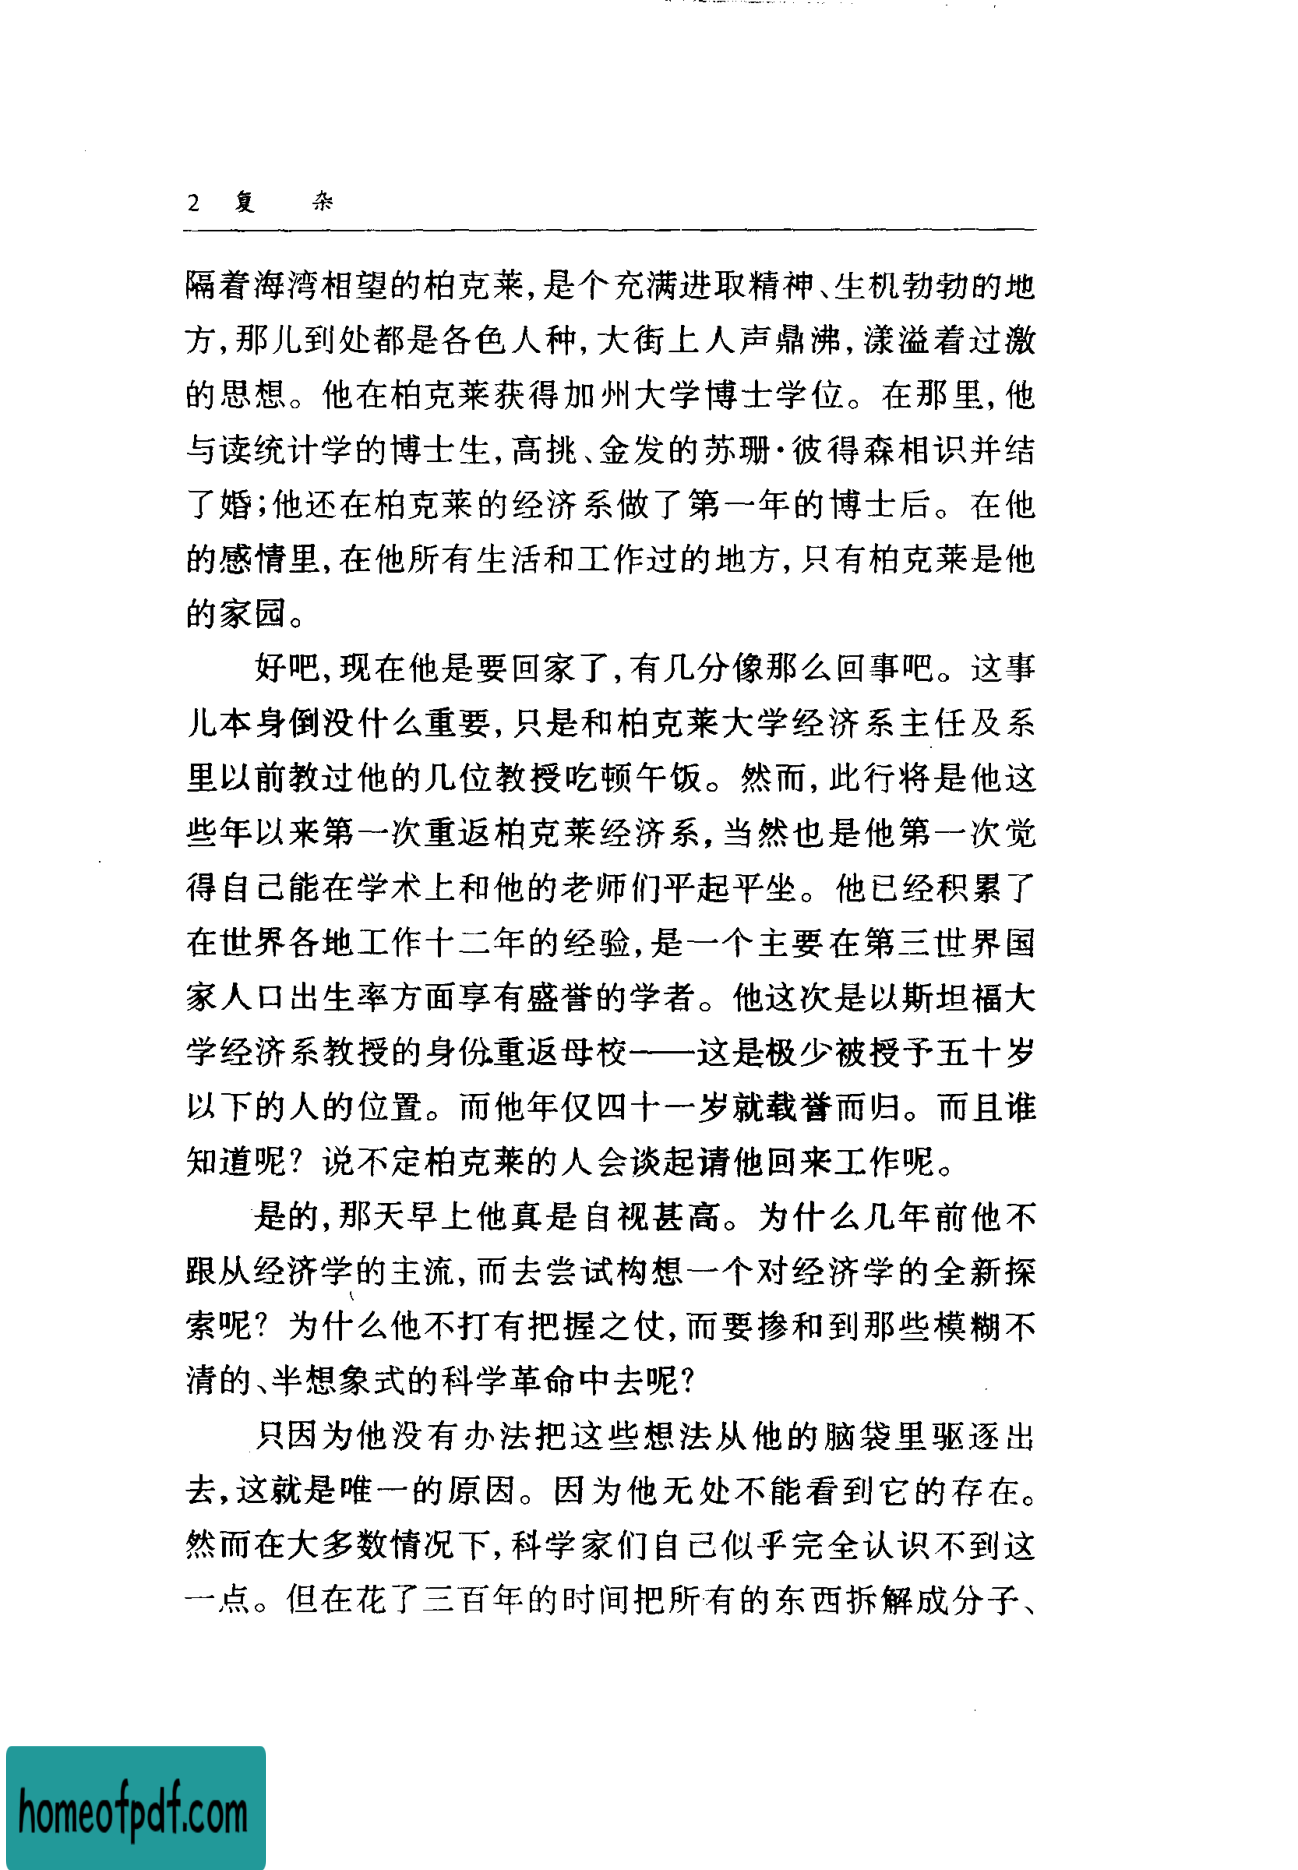 2 复 杂
隔着海湾相望的柏克莱,是个充满进取精神、生机勃勃的地
方,那儿到处都是各色人种,大街上人声鼎沸,漾溢着过激
的思想。他在柏克莱获得加州大学博士学位。在那里,他
与读统计学的博士生,高挑、金发的苏珊·彼得森相识并结
了婚;他还在柏克莱的经济系做了第一年的博士后。在他
的感情里,在他所有生活和工作过的地方,只有柏克莱是他
的家园。
好吧,现在他是要回家了,有几分像那么回事吧。这事
儿本身倒没什么重要,只是和柏克莱大学经济系主任及系
里以前教过他的几位教授吃顿午饭。然而,此行将是他这
些年以来第一次重返柏克莱经济系,当然也是他第一次觉
得自己能在学术上和他的老师们平起平坐。他已经积累了
在世界各地工作十二年的经验,是一个主要在第三世界国
家人口出生率方面享有盛誉的学者。他这次是以斯坦福大
学经济系教授的身份重返母校——这是极少被授予五十岁
以下的人的位置。而他年仅四十一岁就载誉而归。而且谁
知道呢?说不定柏克莱的人会谈起请他回来工作呢。
是的,那天早上他真是自视甚高。为什么几年前他不
跟从经济学的主流,而去尝试构想一个对经济学的全新探
索呢?为什么他不打有把握之仗,而要掺和到那些模糊不
清的、半想象式的科学革命中去呢?
只因为他没有办法把这些想法从他的脑袋里驱逐出
去,这就是唯一的原因。因为他无处不能看到它的存在。
然而在大多数情况下,科学家们自己似乎完全认识不到这
一点。但在花了三百年的时间把所有的东西拆解成分子、
homeofpdf.com